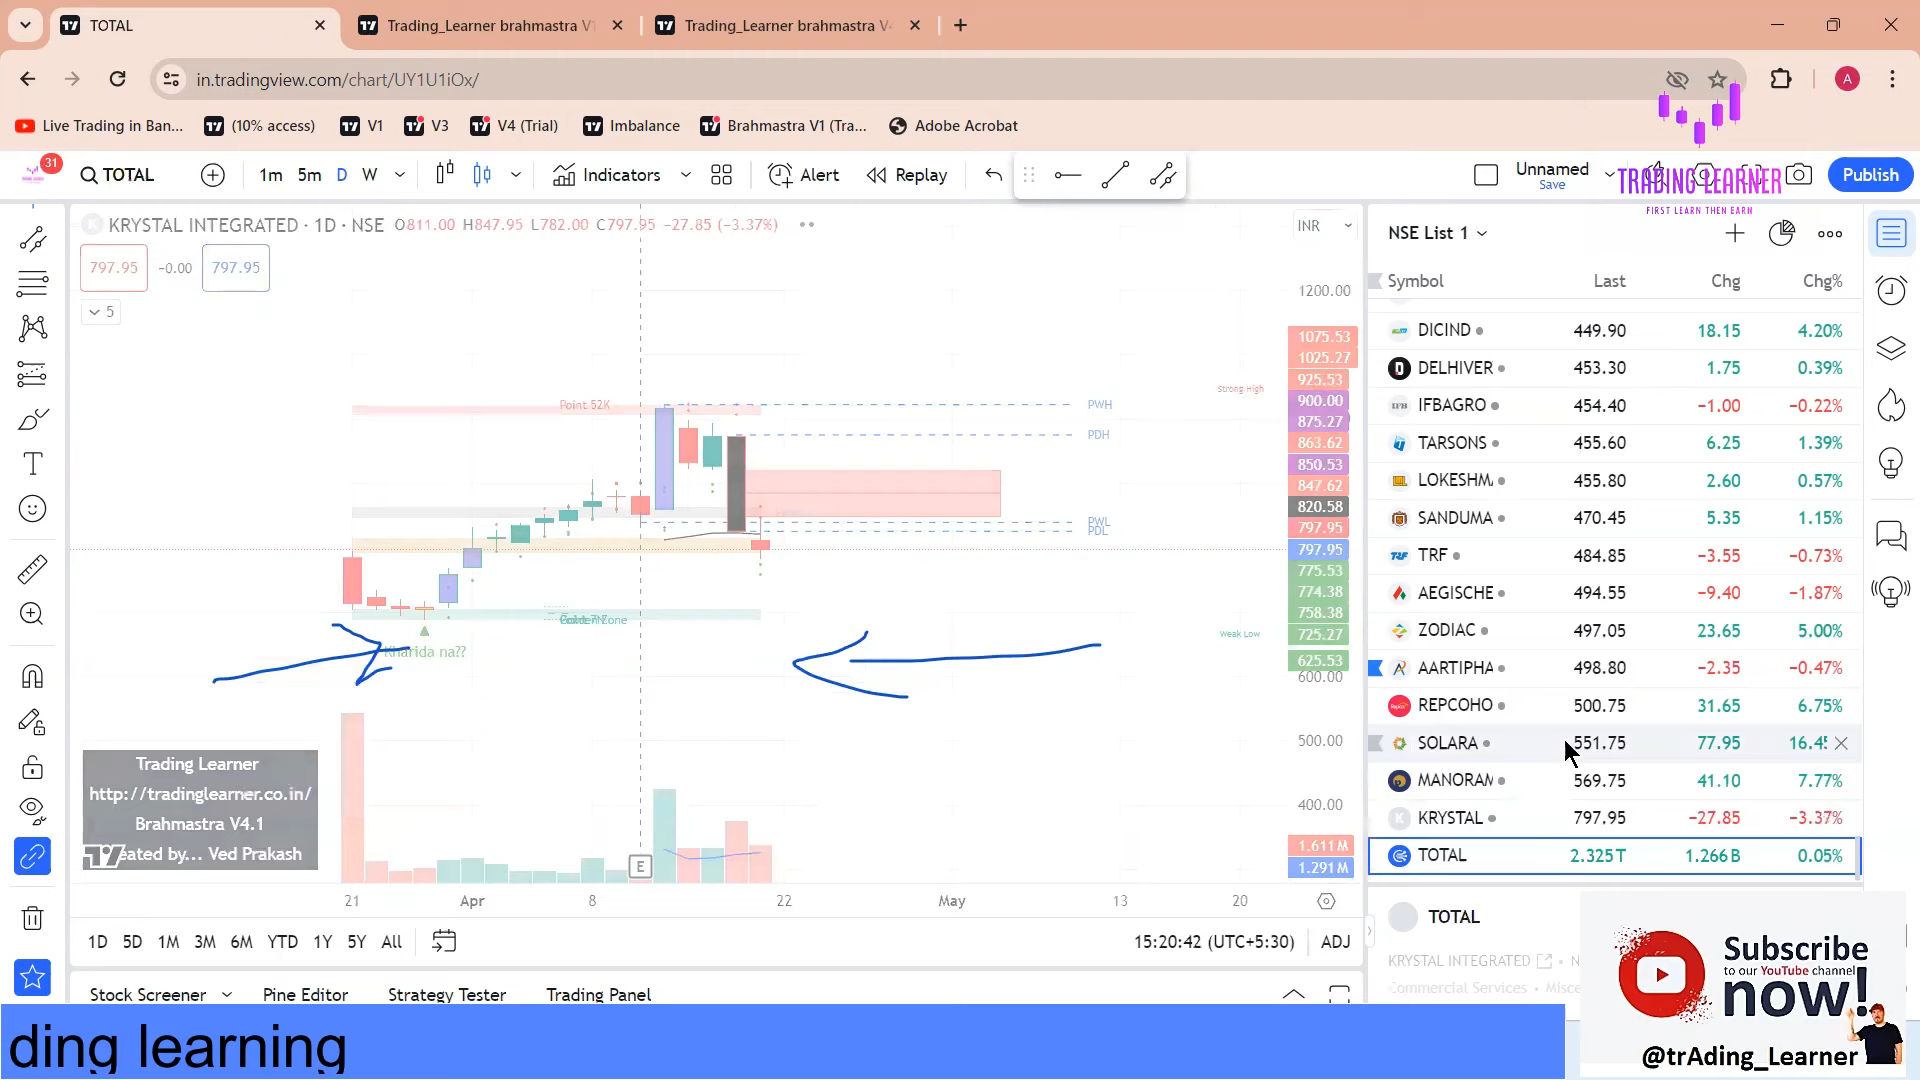 TOTAL
Trading_Learner brahmastra V
Trading_Learner brahmastra V
in.tradingview.com/chart/UY1U1iOx/
A
Live Trading in Ban...
(10% access)
V1
V3
V4 (Trial)
Imbalance
Brahmastra V1 (Tra...
Adobe Acrobat
31
TOTAL
1m 5m D W
Indicators
Alert
Replay
Unnamed
Save
Publish
TRADING LEARNER
FIRST LEARN THEN EARN
K KRYSTAL INTEGRATED · 1D · NSE O811.00 H847.95 L782.00 C797.95 −27.85 (−3.37%)
INR
797.95 −0.00 797.95
5
1200.00
1075.53
1025.27
925.53
900.00
875.27
863.62
850.53
847.62
820.58
797.95
797.95
775.53
774.38
758.38
725.27
625.53
600.00
500.00
400.00
1.611M
1.291M
Point 52K
PWH
PDH
PWL
PDL
Strong High
Weak Low
Kharida na??
Trading Learner
http://tradinglearner.co.in/
Brahmastra V4.1
eated by... Ved Prakash
E
21 Apr 8 22 May 13 20
1D 5D 1M 3M 6M YTD 1Y 5Y All
15:20:42 (UTC+5:30) ADJ
Stock Screener Pine Editor Strategy Tester Trading Panel
NSE List 1
Symbol Last Chg Chg%
DICIND 449.90 18.15 4.20%
DELHIVER 453.30 1.75 0.39%
IFBAGRO 454.40 −1.00 −0.22%
TARSONS 455.60 6.25 1.39%
LOKESHM 455.80 2.60 0.57%
SANDUMA 470.45 5.35 1.15%
TRF 484.85 −3.55 −0.73%
AEGISCHE 494.55 −9.40 −1.87%
ZODIAC 497.05 23.65 5.00%
AARTIPHA 498.80 −2.35 −0.47%
REPCOHO 500.75 31.65 6.75%
SOLARA 551.75 77.95 16.45
MANORAM 569.75 41.10 7.77%
K KRYSTAL 797.95 −27.85 −3.37%
TOTAL 2.325T 1.266B 0.05%
TOTAL
KRYSTAL INTEGRATED
Commercial Services • Misce
Subscribe
to our YouTube channel
now!
@trAding_Learner
ding learning